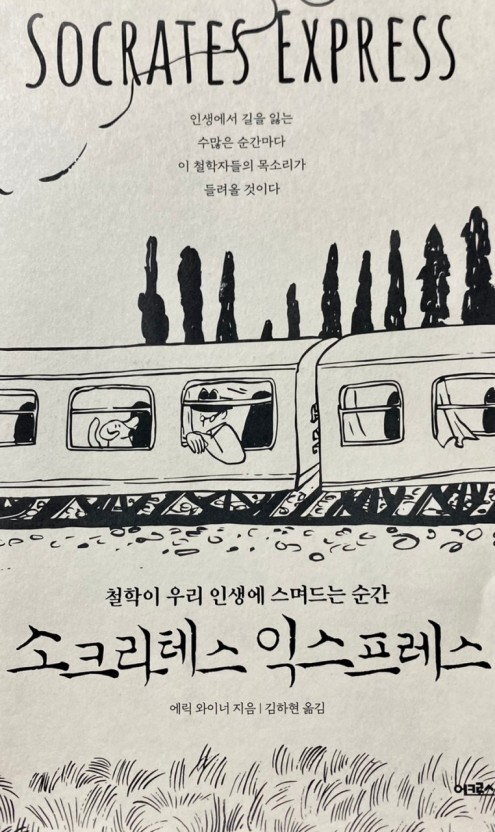 SOCRATES EXPRESS
인생에서 길을 잃는
수많은 순간마다
이 철학자들의 목소리가
들려올 것이다
철학이 우리 인생에 스며드는 순간
소크라테스 익스프레스
에릭 와이너 지음 | 김하현 옮김
어크로스